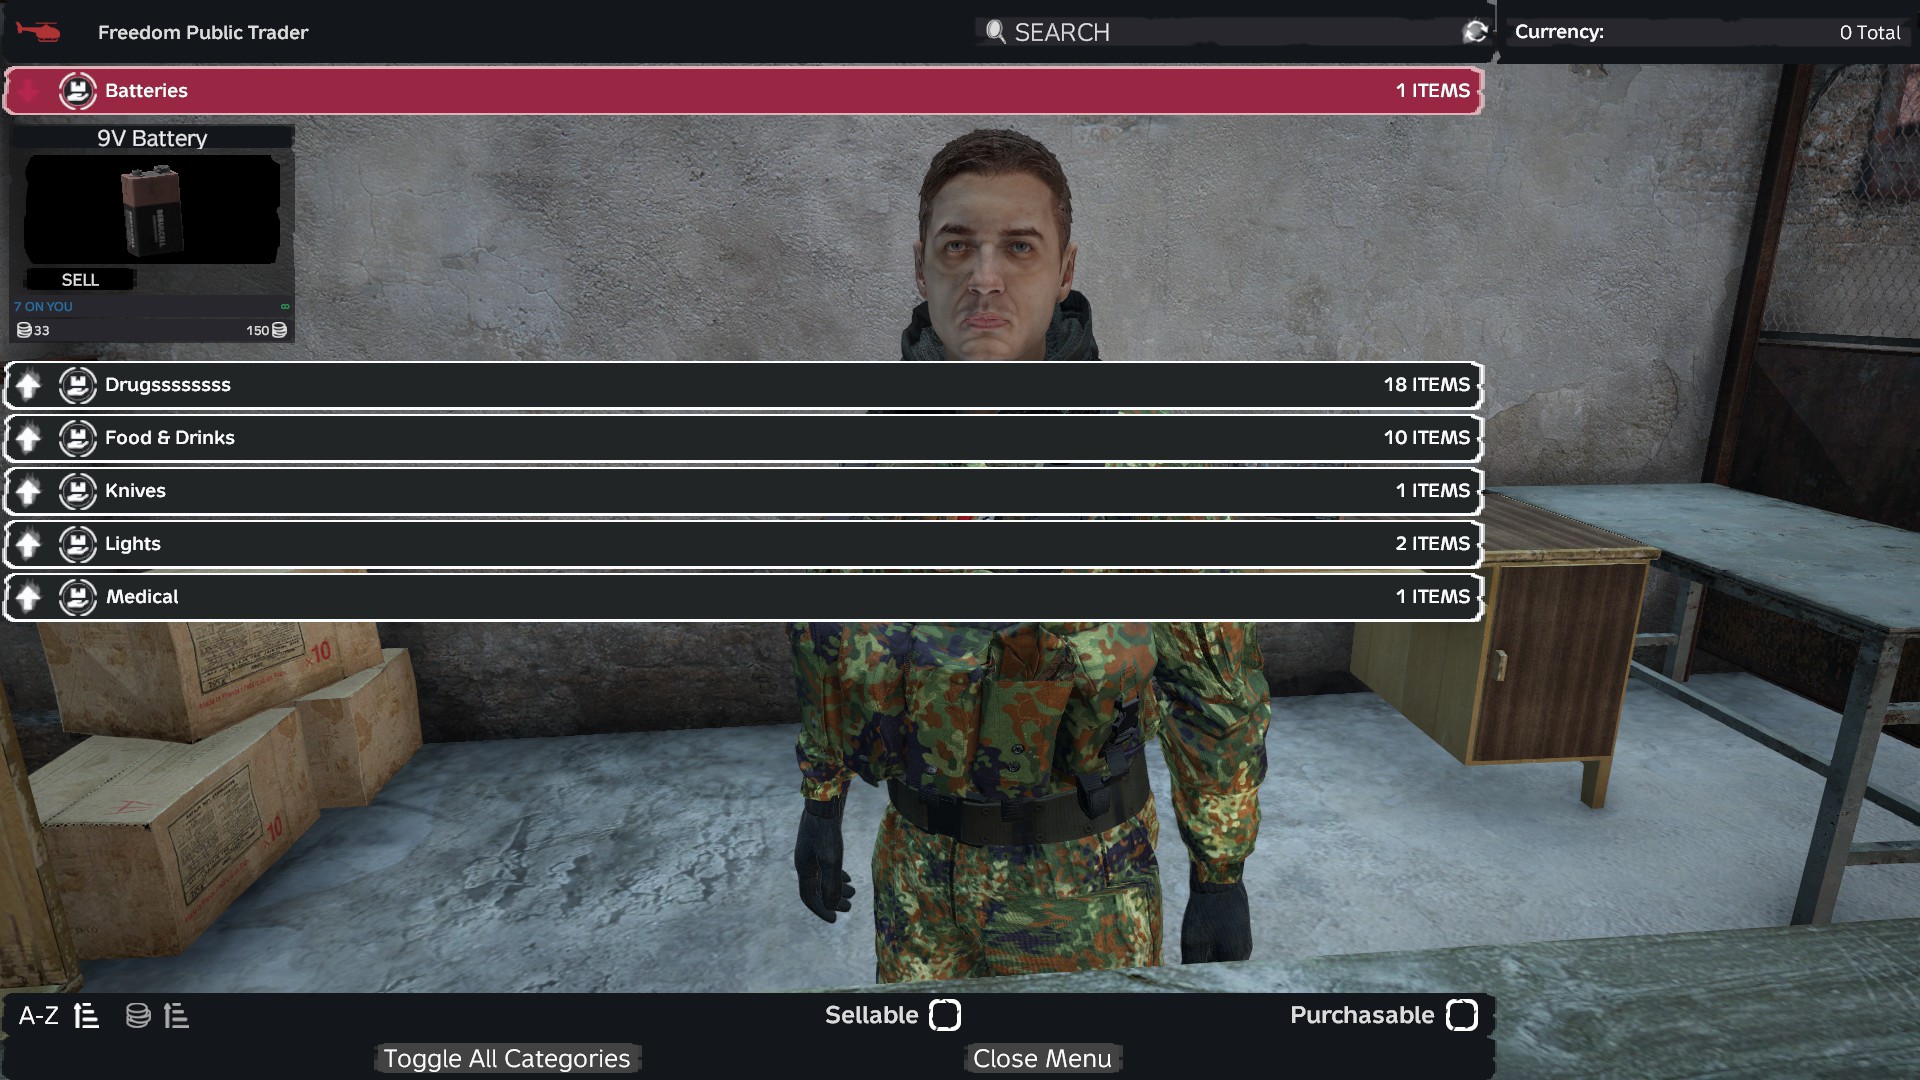 Freedom Public Trader
SEARCH
Currency:
0 Total
Batteries
1 ITEMS
9V Battery
SELL
7 ON YOU
∞
33
150
Drugsssssssss
18 ITEMS
Food & Drinks
10 ITEMS
Knives
1 ITEMS
Lights
2 ITEMS
Medical
1 ITEMS
x10
10
A-Z
Sellable
Purchasable
Toggle All Categories
Close Menu